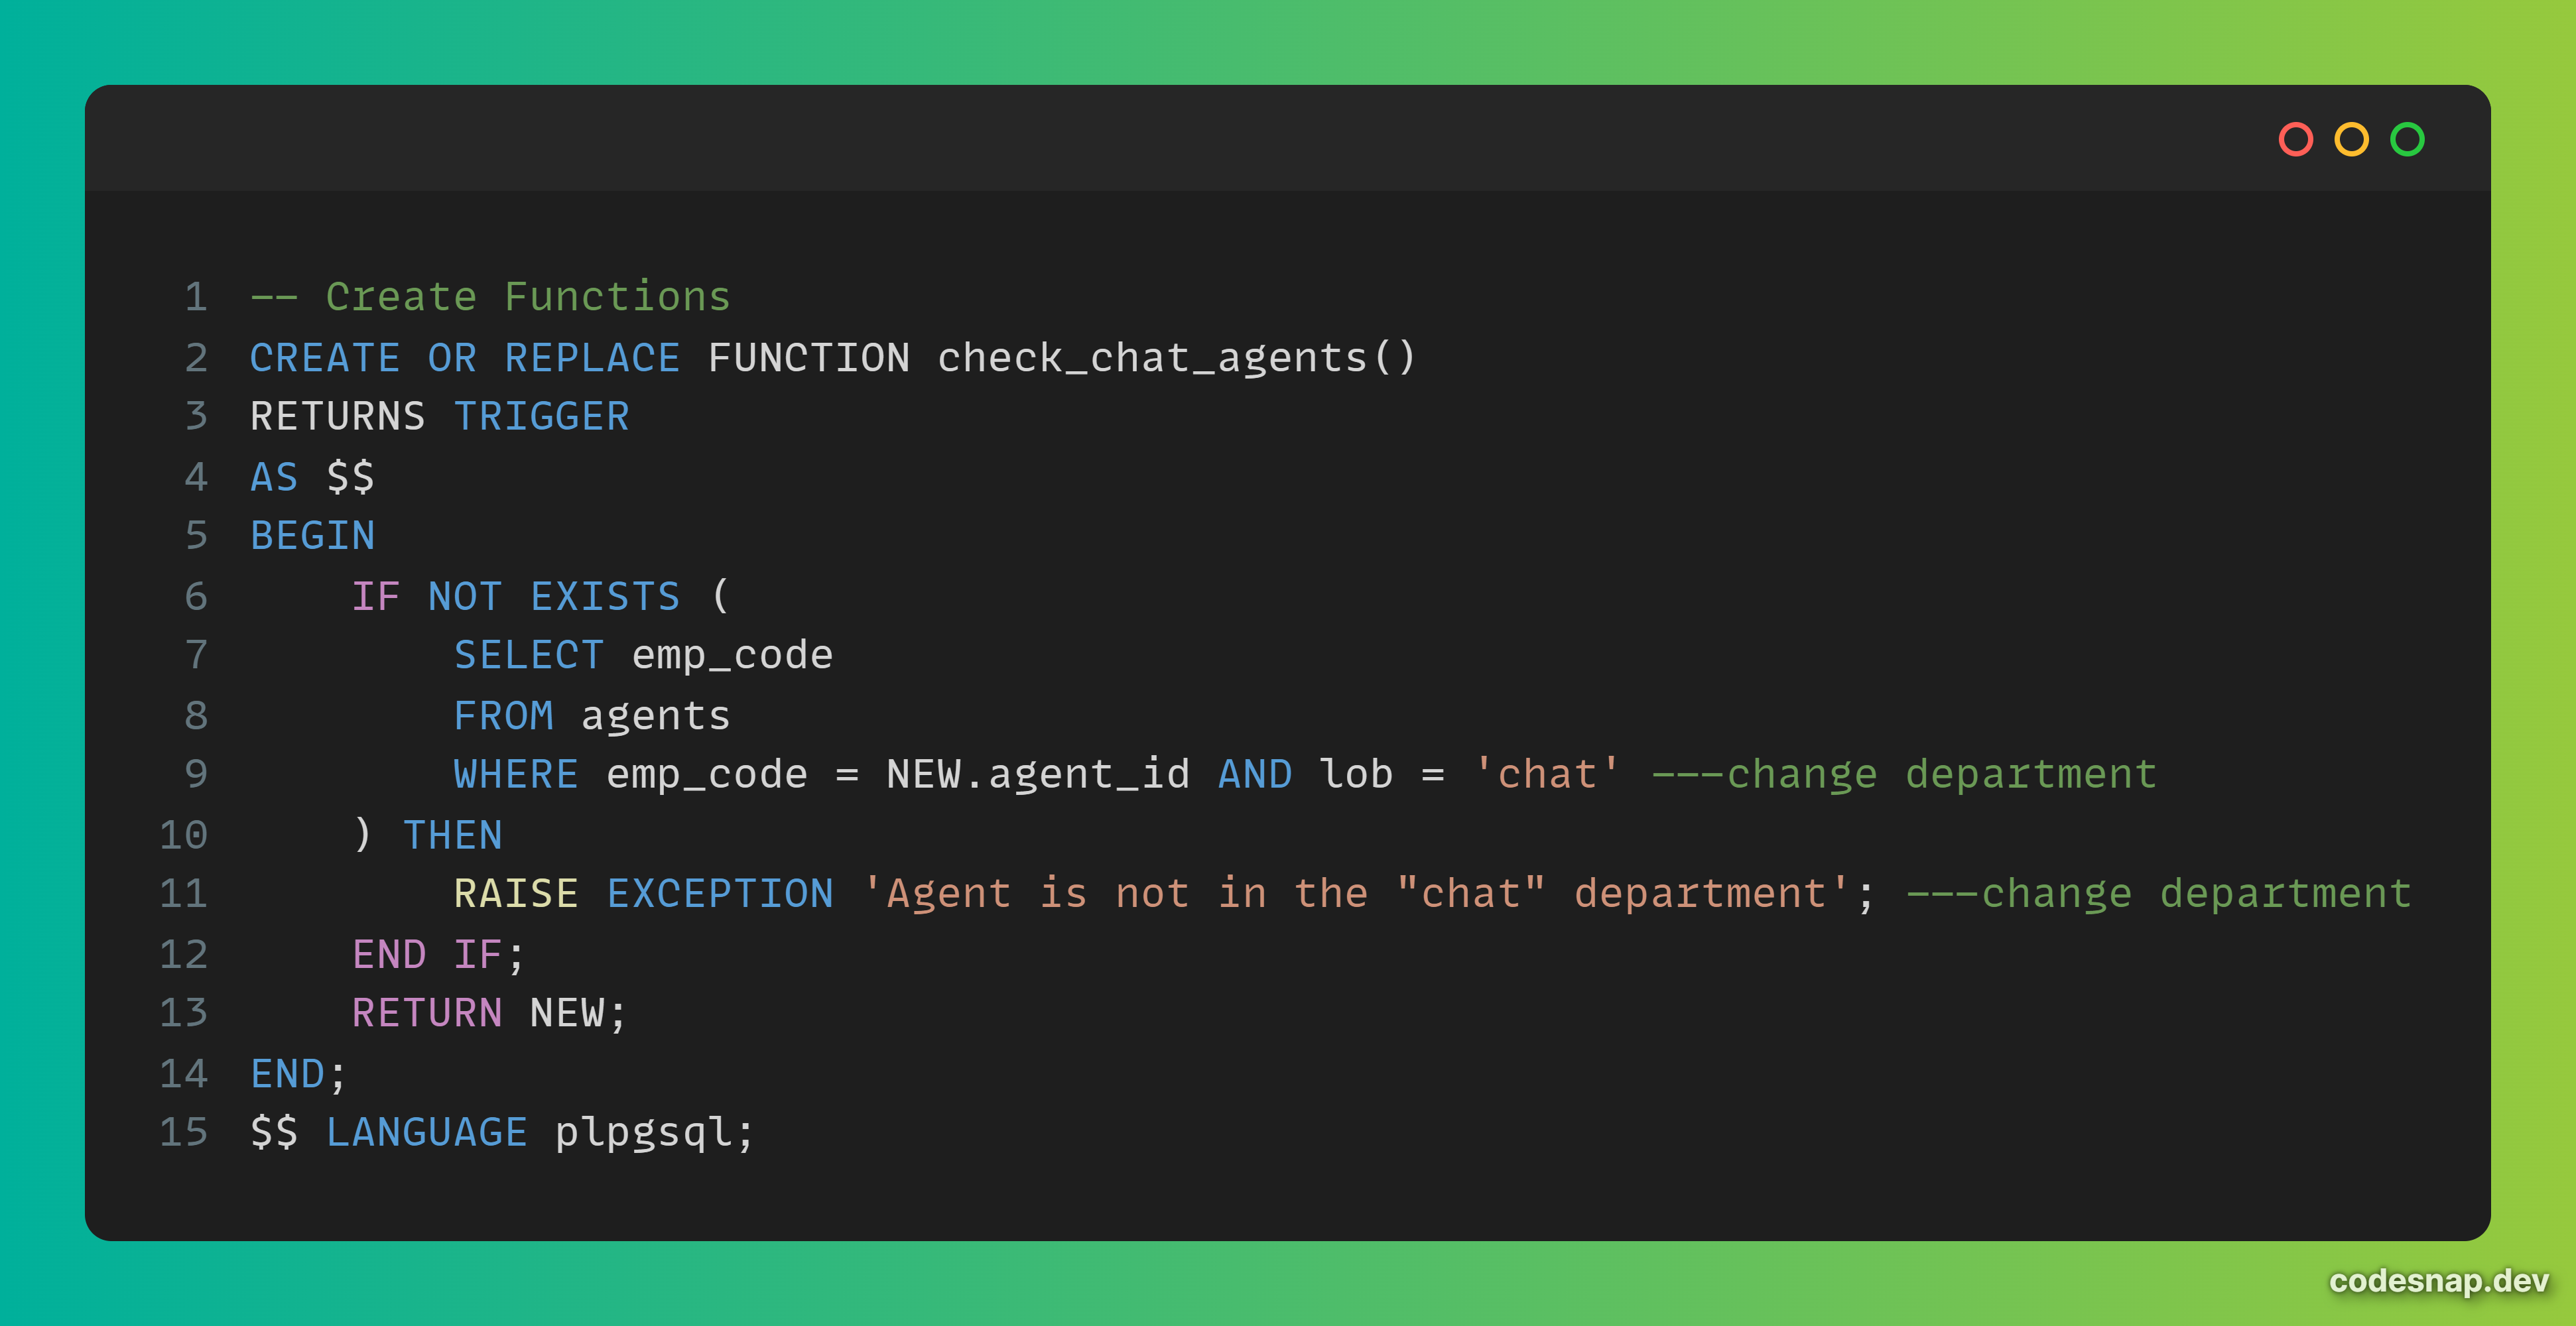 1 -- Create Functions
2 CREATE OR REPLACE FUNCTION check_chat_agents()
3 RETURNS TRIGGER
4 AS $$
5 BEGIN
6     IF NOT EXISTS (
7         SELECT emp_code
8         FROM agents
9         WHERE emp_code = NEW.agent_id AND lob = 'chat' ---change department
10     ) THEN
11         RAISE EXCEPTION 'Agent is not in the "chat" department'; ---change department
12     END IF;
13     RETURN NEW;
14 END;
15 $$ LANGUAGE plpgsql;
codesnap.dev